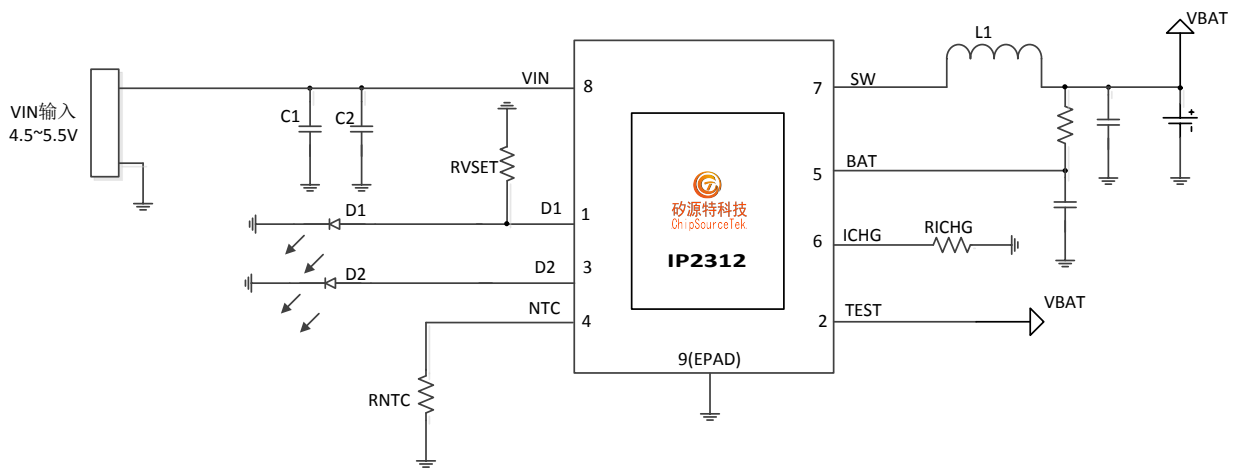 VBAT
L1
VIN
8
7
SW
VIN输入
4.5~5.5V
C1
C2
RVSET
BAT
5
D1
D1
1
矽源特科技
ChipSourceTek.
IP2312
6
ICHG
RICHG
D2
D2
3
NTC
4
2
TEST
VBAT
9(EPAD)
RNTC
+